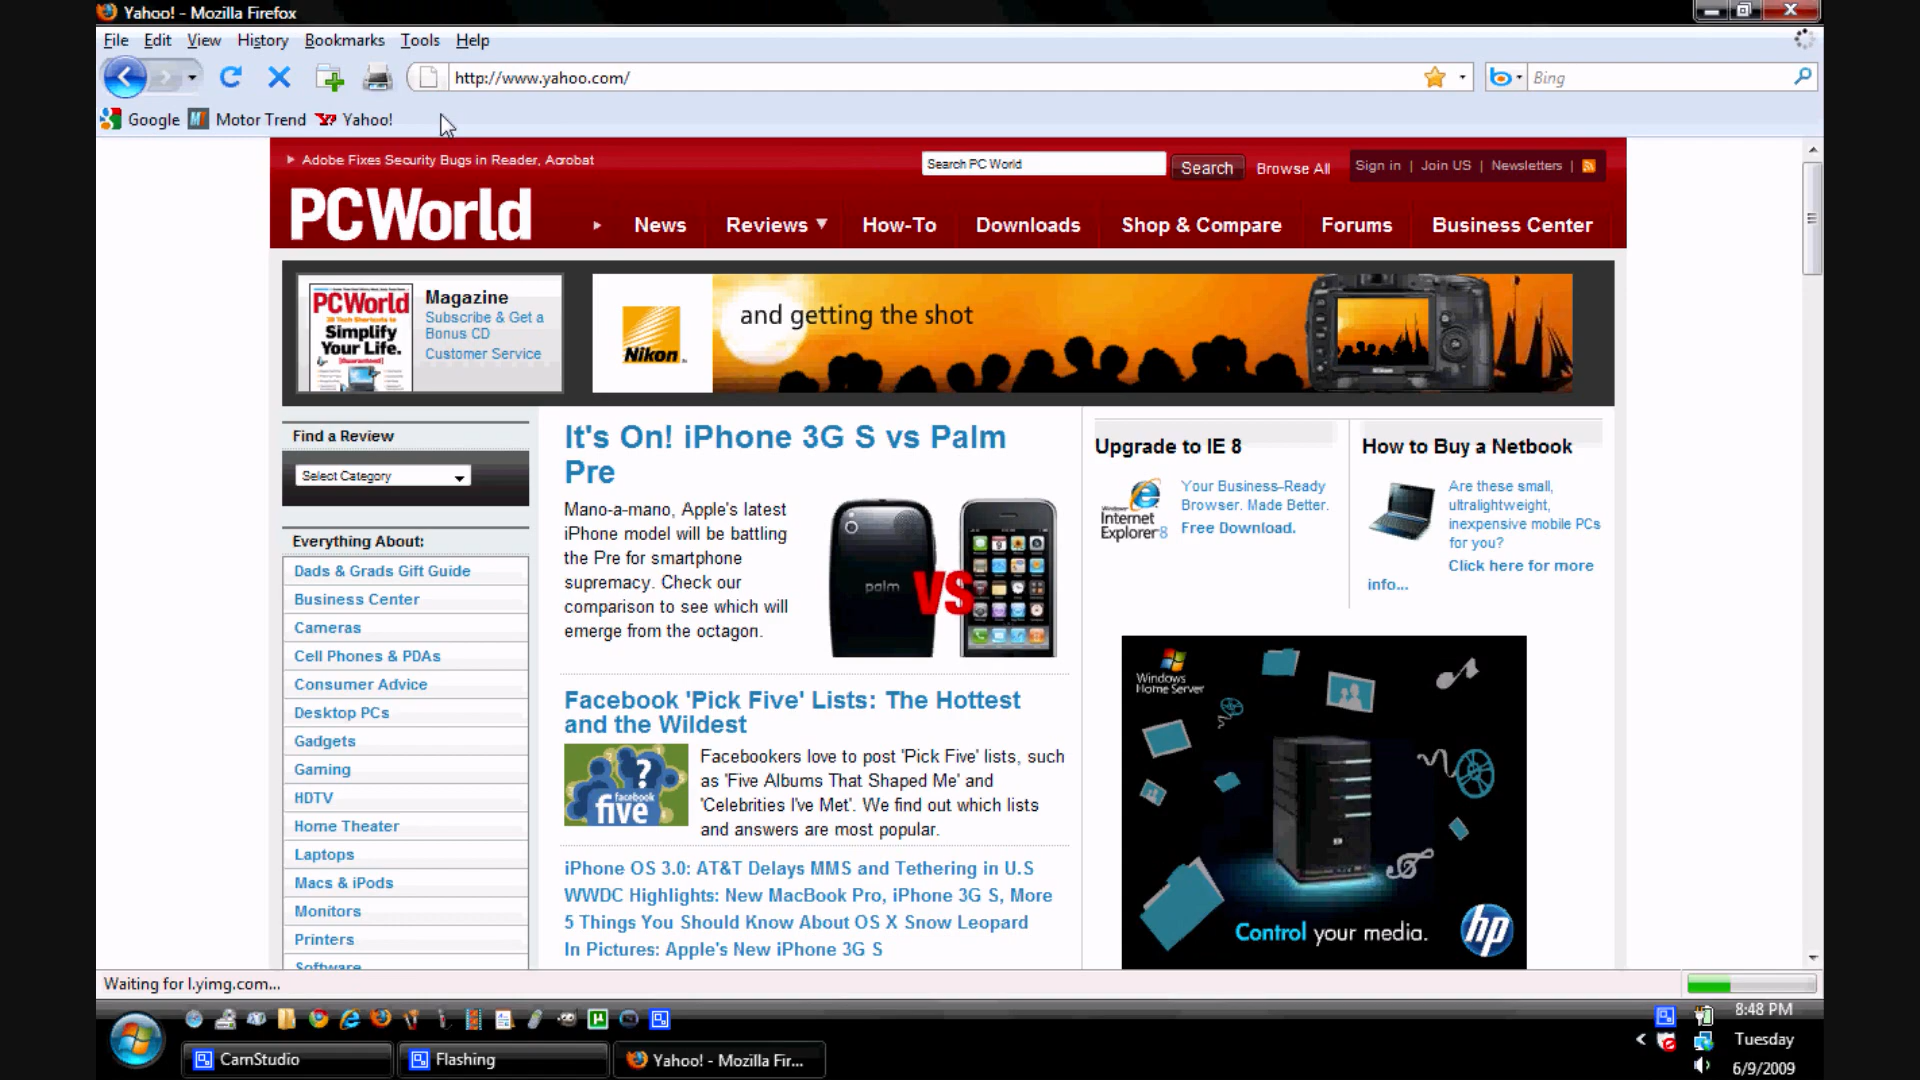 Yahoo! - Mozilla Firefox
File Edit View History Bookmarks Tools Help
http://www.yahoo.com/
Bing
Google Motor Trend Yahoo!
Adobe Fixes Security Bugs in Reader, Acrobat
Search PC World
Search Browse All
Sign in | Join US | Newsletters |
PCWorld
News Reviews How-To Downloads Shop & Compare Forums Business Center
PCWorld
Simplify
Your Life.
Magazine
Subscribe & Get a
Bonus CD
Customer Service
Nikon
and getting the shot
Find a Review
Select Category
Everything About:
Dads & Grads Gift Guide
Business Center
Cameras
Cell Phones & PDAs
Consumer Advice
Desktop PCs
Gadgets
Gaming
HDTV
Home Theater
Laptops
Macs & iPods
Monitors
Printers
Software
It's On! iPhone 3G S vs Palm
Pre
Mano-a-mano, Apple's latest
iPhone model will be battling
the Pre for smartphone
supremacy. Check our
comparison to see which will
emerge from the octagon.
palm
VS
Facebook 'Pick Five' Lists: The Hottest
and the Wildest
facebook
five
Facebookers love to post 'Pick Five' lists, such
as 'Five Albums That Shaped Me' and
'Celebrities I've Met'. We find out which lists
and answers are most popular.
iPhone OS 3.0: AT&T Delays MMS and Tethering in U.S
WWDC Highlights: New MacBook Pro, iPhone 3G S, More
5 Things You Should Know About OS X Snow Leopard
In Pictures: Apple's New iPhone 3G S
Upgrade to IE 8
Windows
Internet
Explorer 8
Your Business-Ready
Browser. Made Better.
Free Download.
How to Buy a Netbook
Are these small,
ultralightweight,
inexpensive mobile PCs
for you?
Click here for more
info...
Windows
Home Server
Control your media.
hp
Waiting for l.yimg.com...
8:48 PM
Tuesday
6/9/2009
CamStudio Flashing Yahoo! - Mozilla Fir...